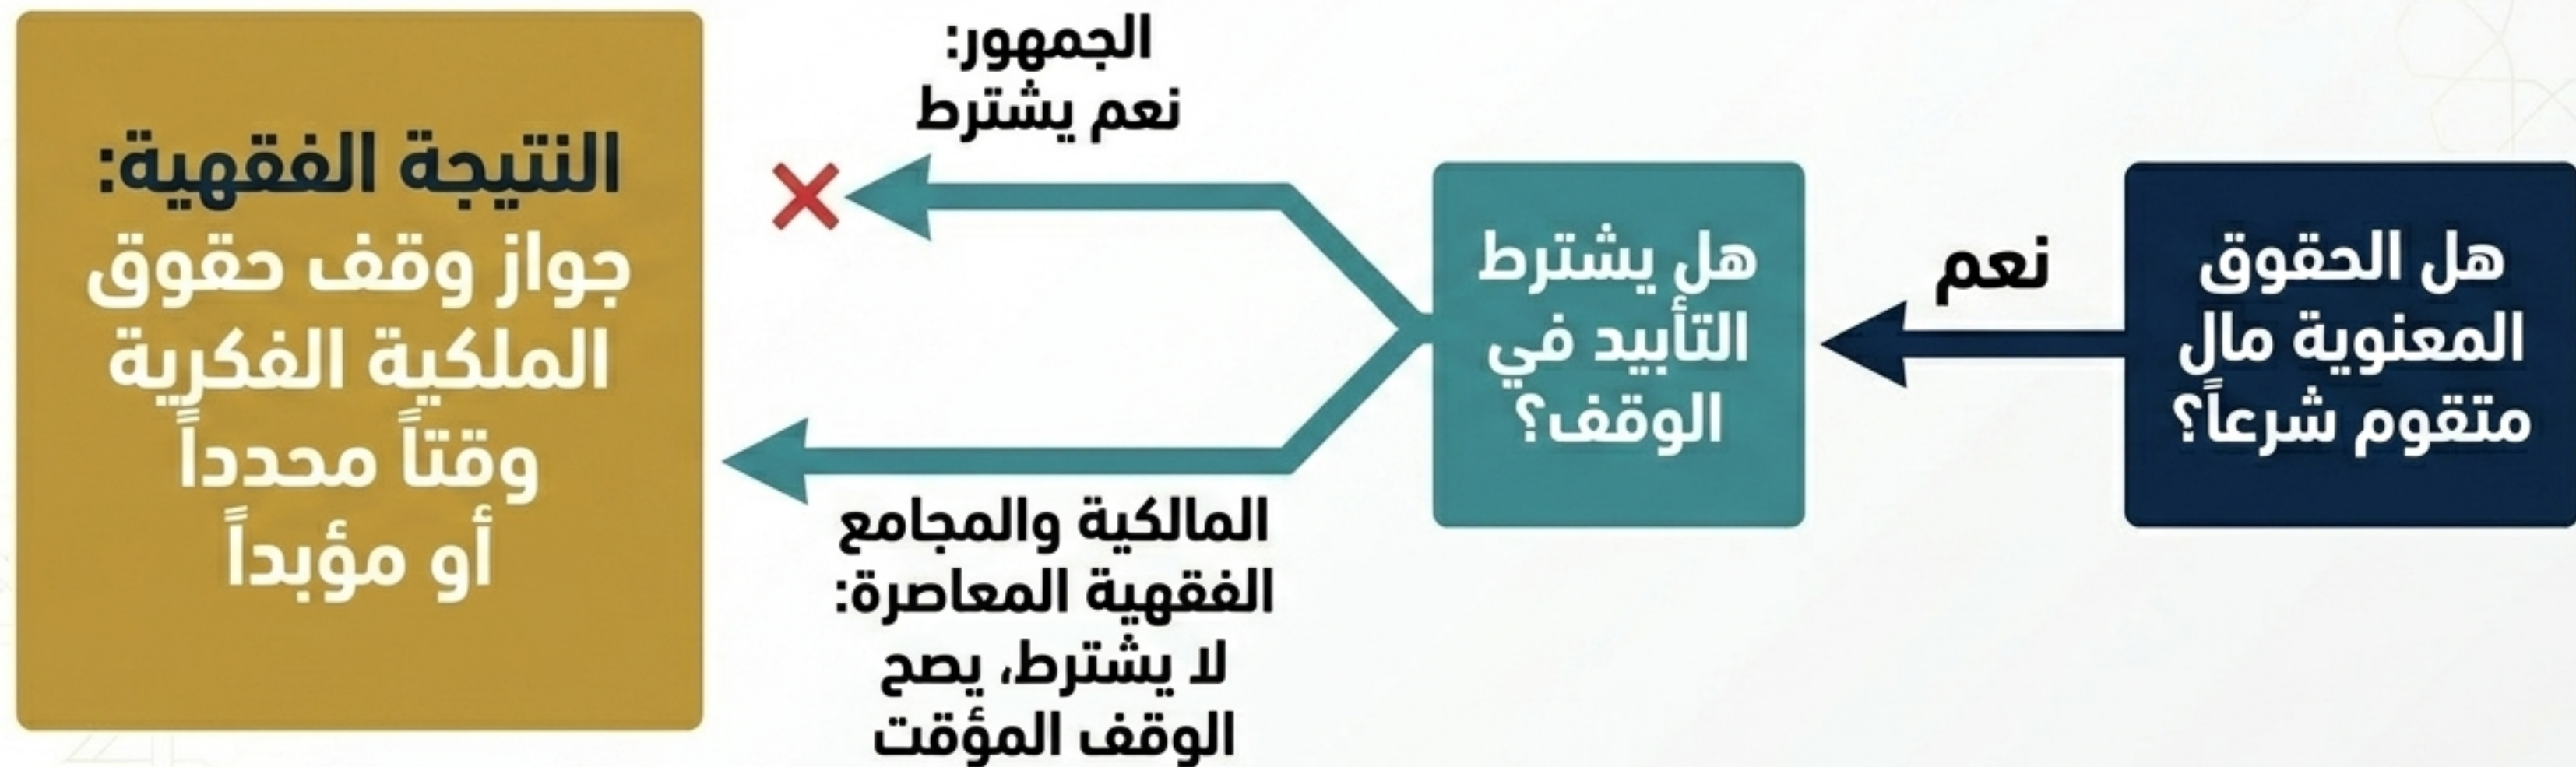 هل الحقوق
المعنوية مال
متقوم شرعاً؟
نعم
هل يشترط
التأبيد في
الوقف؟
الجمهور:
نعم يشترط
المالكية والمجامع
الفقهية المعاصرة:
لا يشترط، يصح
الوقف المؤقت
النتيجة الفقهية:
جواز وقف حقوق
الملكية الفكرية
وقتاً محدداً
أو مؤبداً